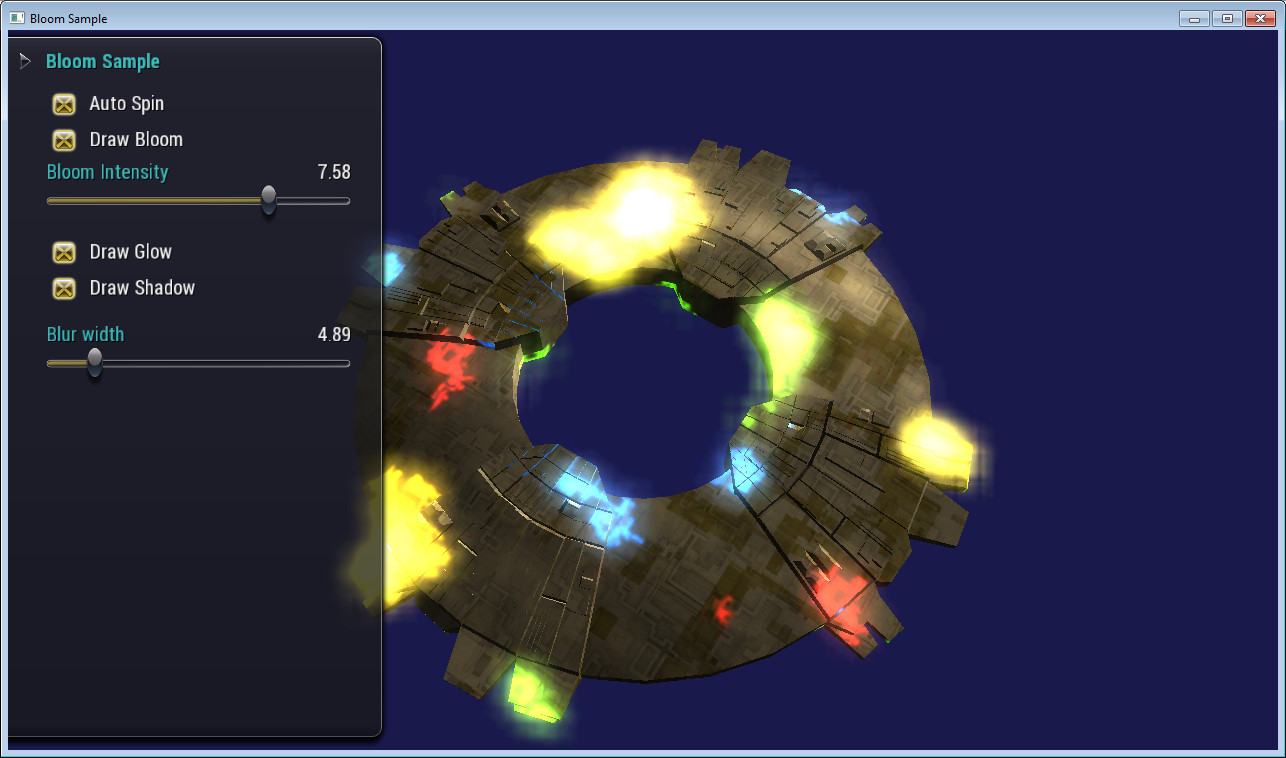 Bloom Sample
Bloom Sample
Auto Spin
Draw Bloom
Bloom Intensity 7.58
Draw Glow
Draw Shadow
Blur width 4.89